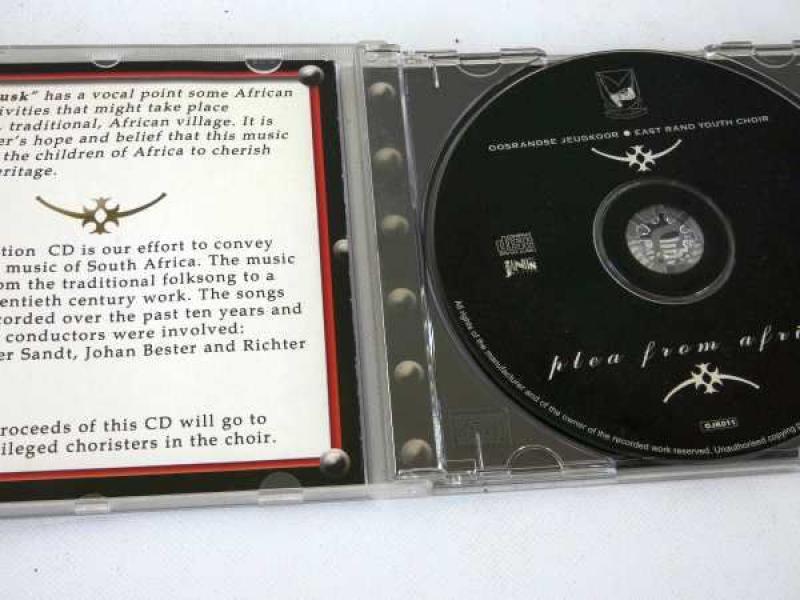 usk" has a vocal point some African
ivities that might take place
, traditional, African village. It is
er's hope and belief that this music
the children of Africa to cherish
eritage.
tion CD is our effort to convey
music of South Africa. The music
om the traditional folksong to a
entieth century work. The songs
corded over the past ten years and
conductors were involved:
er Sandt, Johan Bester and Richter
roceeds of this CD will go to
ileged choristers in the choir.
OOSRANDSE JEUGKOOR • EAST RAND YOUTH CHOIR
COMPACT disc
plea from afri
OJK011
All rights of the manufacturer and of the owner of the recorded work reserved. Unauthorised copying